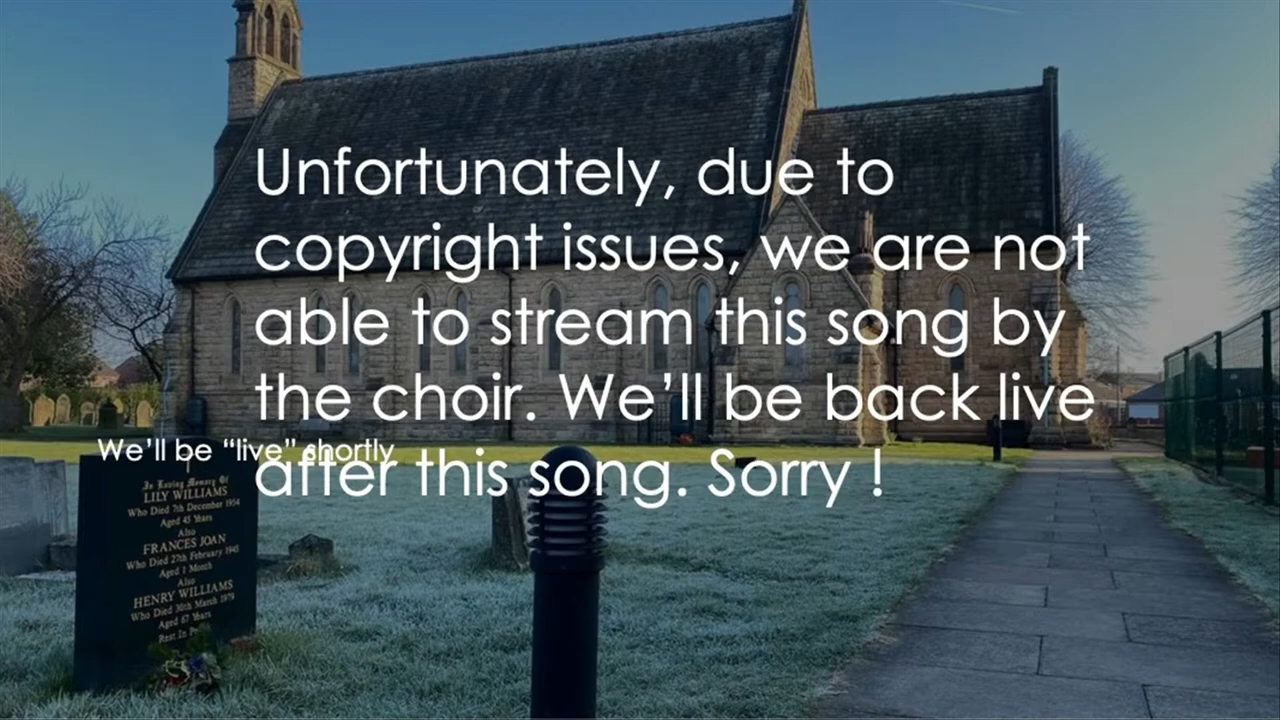 Unfortunately, due to
copyright issues, we are not
able to stream this song by
the choir. We’ll be back live
after this song. Sorry !
We’ll be “live” shortly
In Loving Memory Of
LILY WILLIAMS
Who Died 7th December 1954
Aged 45 Years
Also
FRANCES JOAN
Who Died 27th February 1945
Aged 1 Month
Also
HENRY WILLIAMS
Who Died 30th March 1979
Aged 67 Years
Rest In